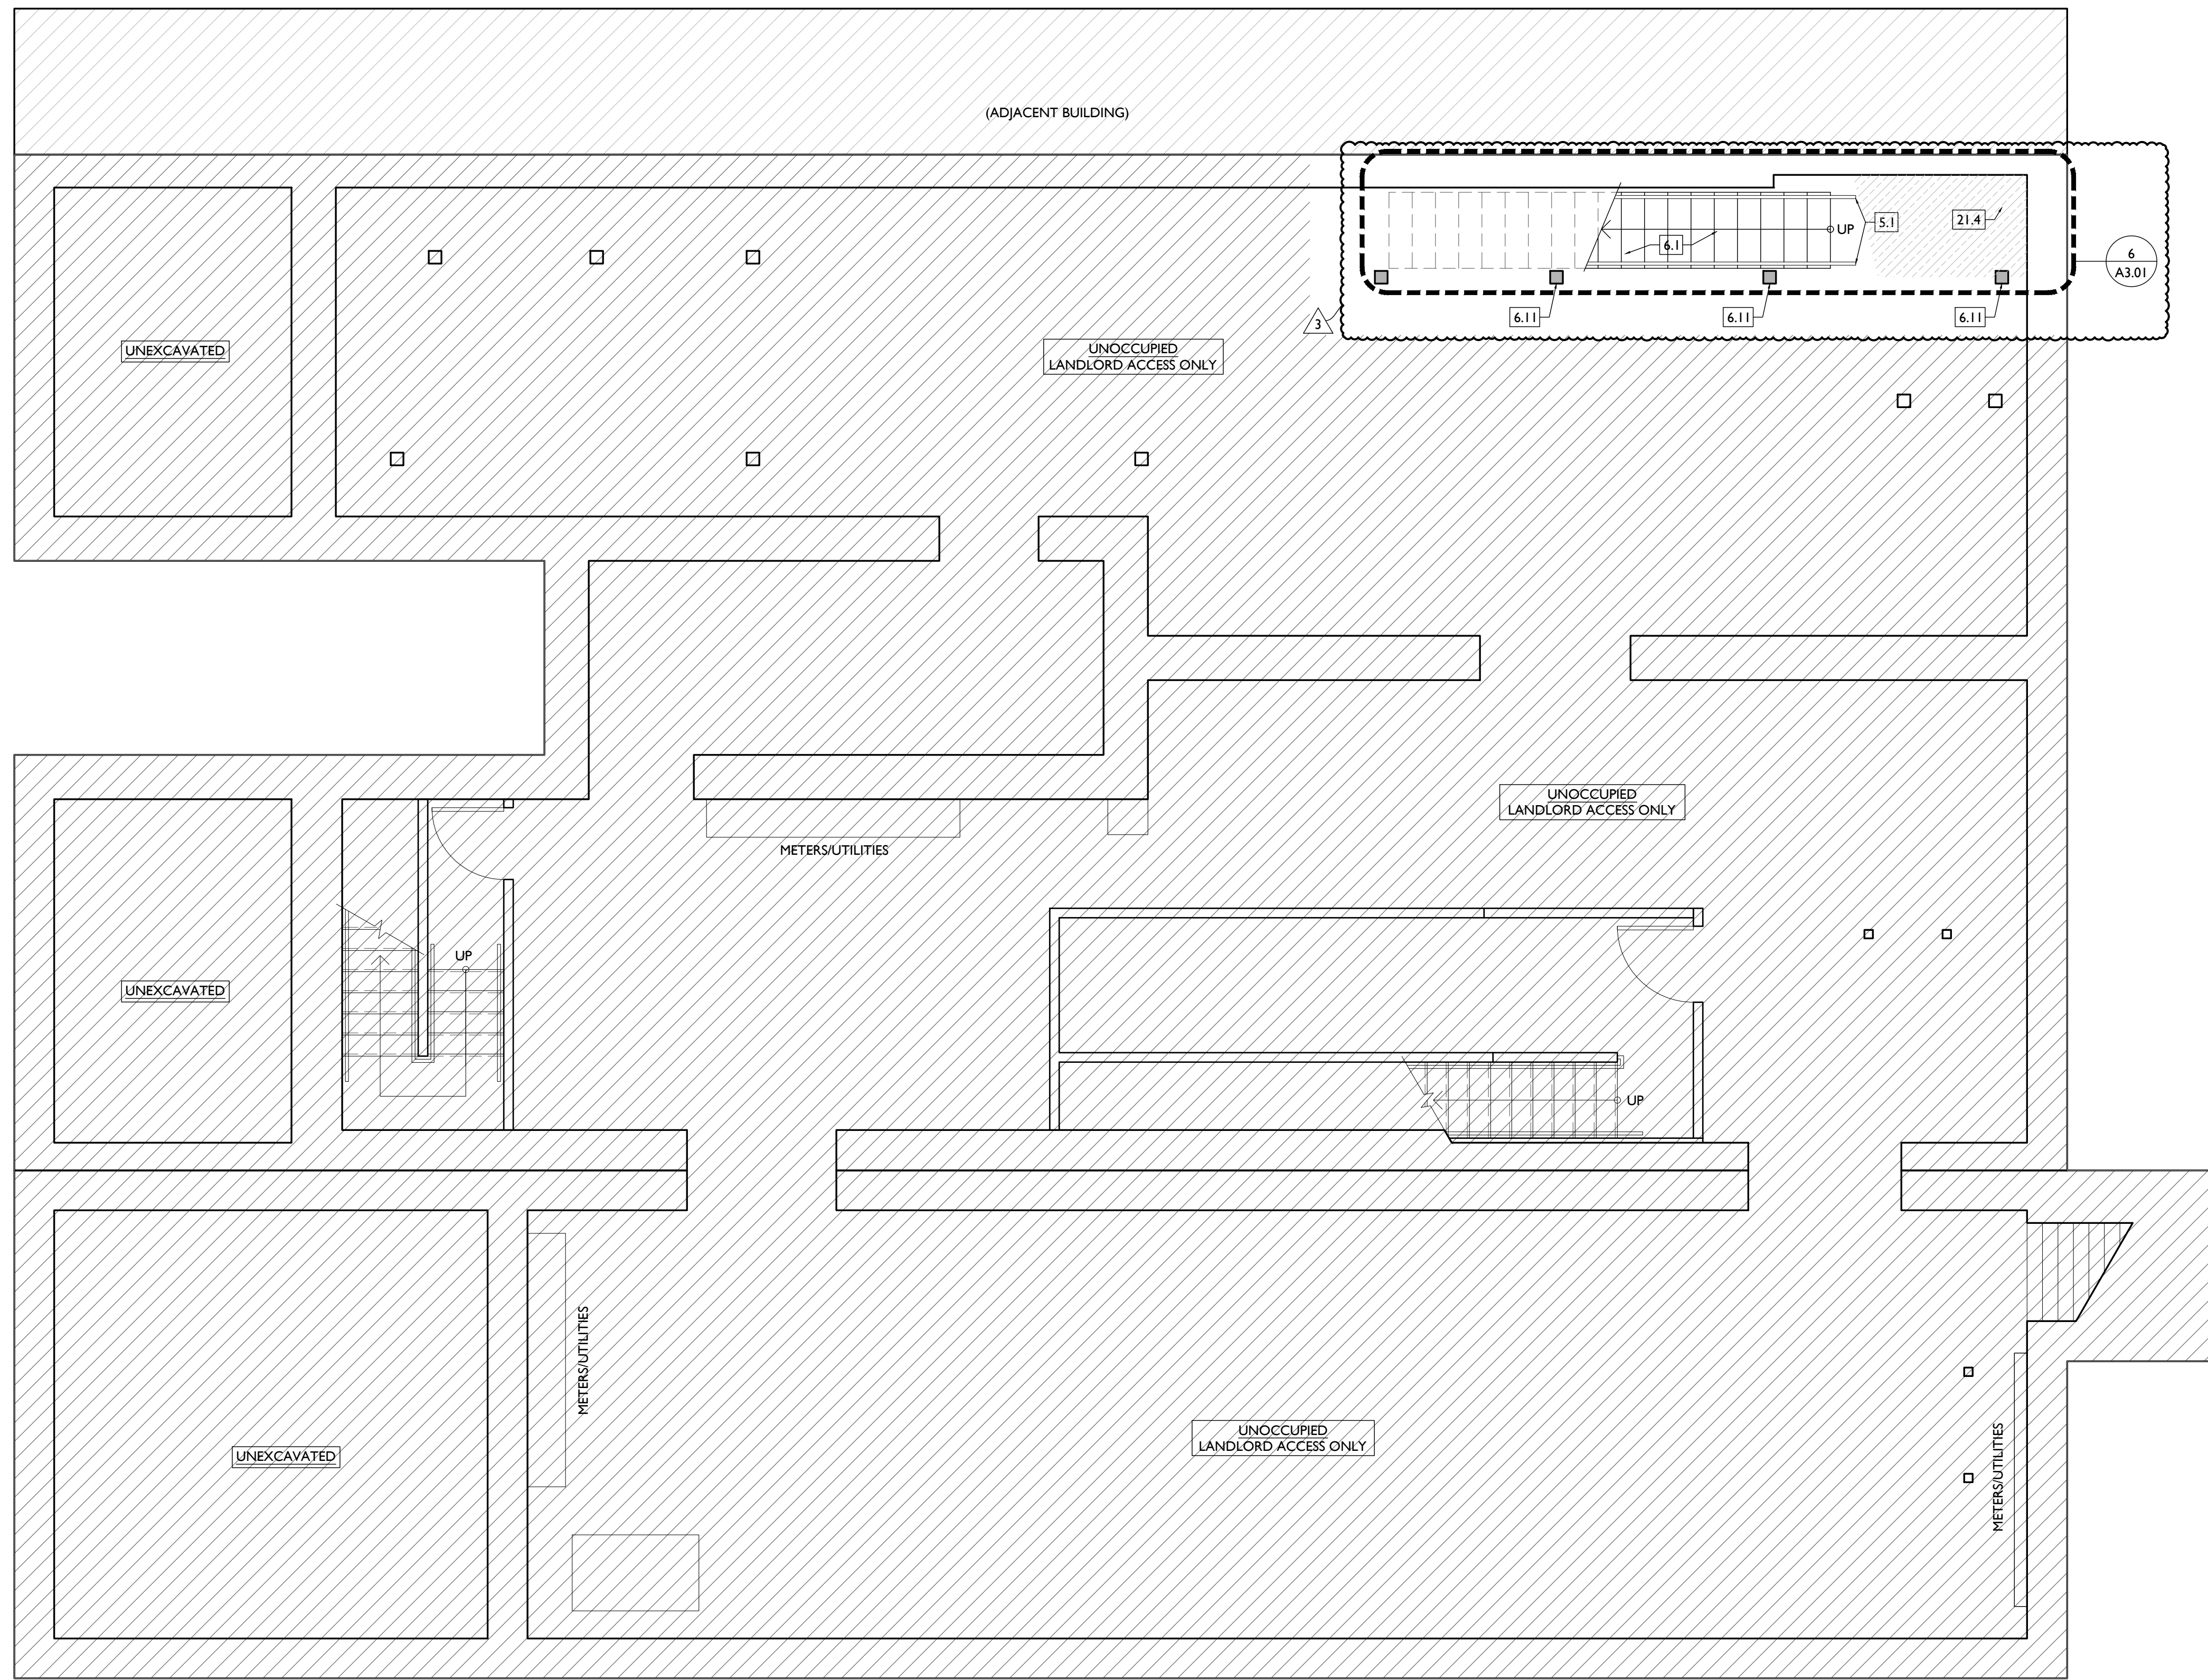 (ADJACENT BUILDING)
UP
5.1
21.4
6.1
6
A3.01
6.11
6.11
6.11
3
UNEXCAVATED
UNOCCUPIED
LANDLORD ACCESS ONLY
UNOCCUPIED
LANDLORD ACCESS ONLY
METERS/UTILITIES
UP
UNEXCAVATED
UP
METERS/UTILITIES
UNOCCUPIED
LANDLORD ACCESS ONLY
UNEXCAVATED
METERS/UTILITIES